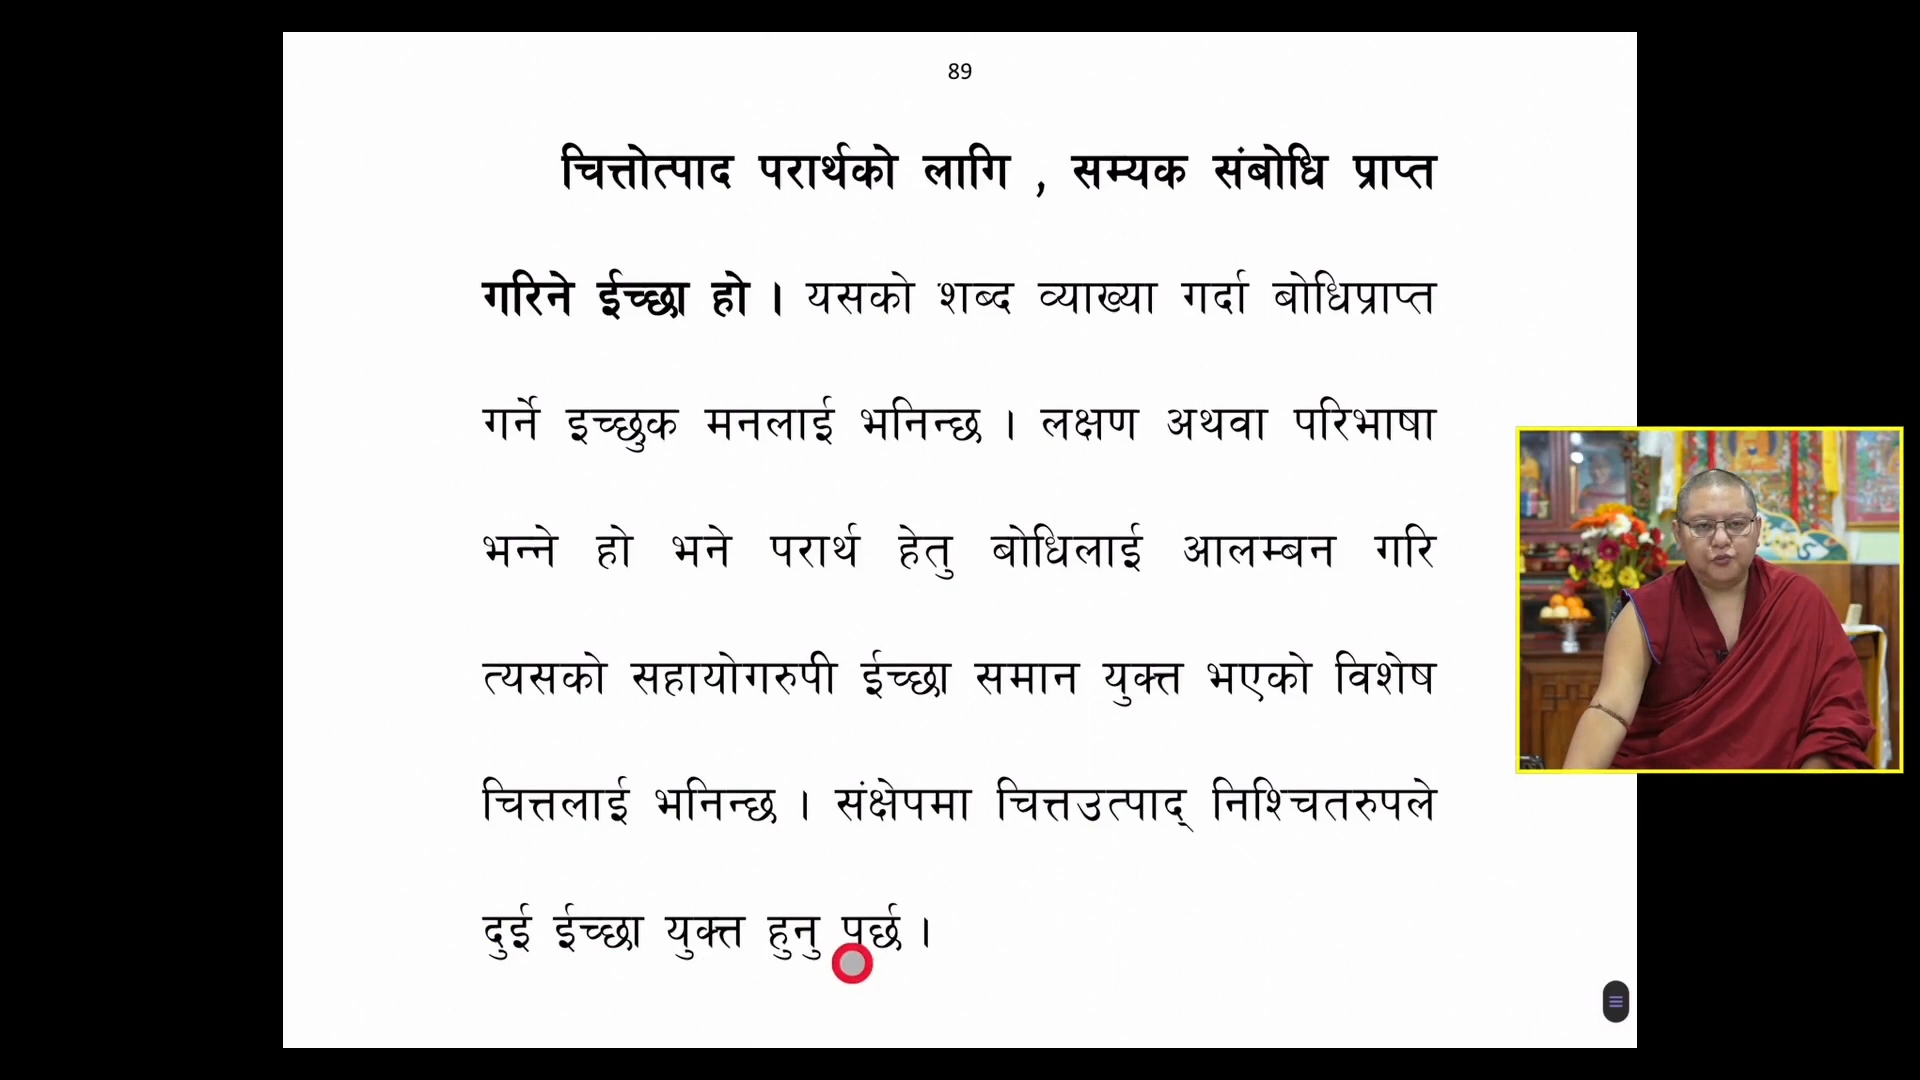 89
चित्तोत्पाद परार्थको लागि , सम्यक संबोधि प्राप्त
गरिने ईच्छा हो । यसको शब्द व्याख्या गर्दा बोधिप्राप्त
गर्ने इच्छुक मनलाई भनिन्छ । लक्षण अथवा परिभाषा
भन्ने हो भने परार्थ हेतु बोधिलाई आलम्बन गरि
त्यसको सहायोगरुपी ईच्छा समान युक्त भएको विशेष
चित्तलाई भनिन्छ । संक्षेपमा चित्तउत्पाद् निश्चितरुपले
दुई ईच्छा युक्त हुनु पर्छ ।